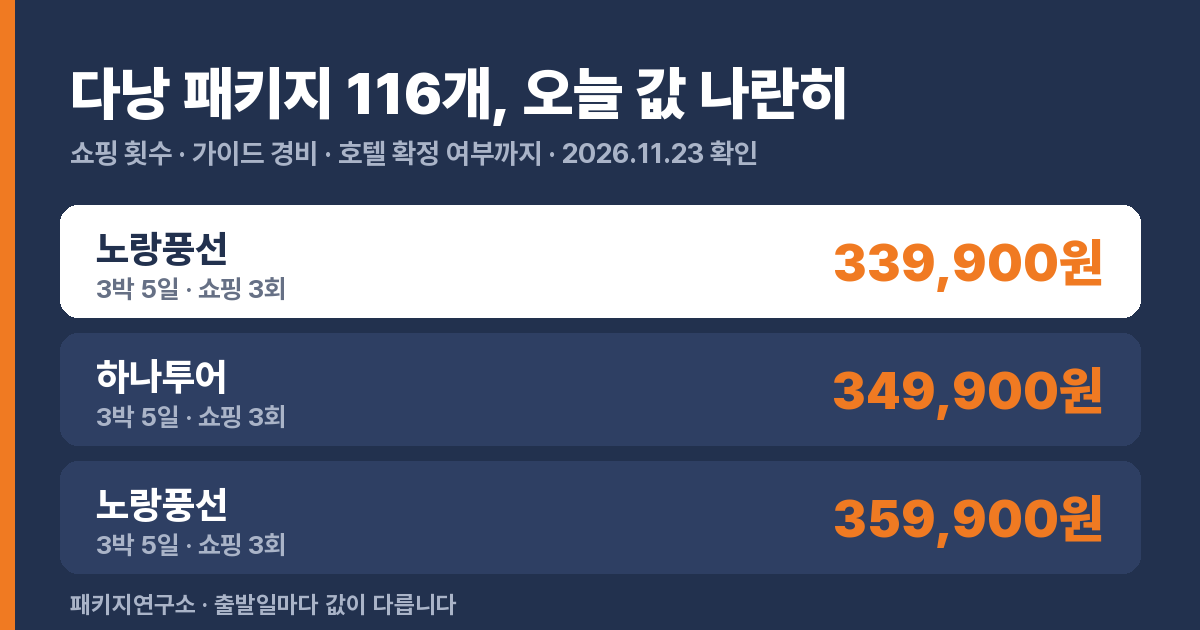 다낭 패키지 116개, 오늘 값 나란히
쇼핑 횟수 · 가이드 경비 · 호텔 확정 여부까지 · 2026.11.23 확인
노랑풍선
339,900원
3박 5일 · 쇼핑 3회
하나투어
349,900원
3박 5일 · 쇼핑 3회
노랑풍선
359,900원
3박 5일 · 쇼핑 3회
패키지연구소 · 출발일마다 값이 다릅니다